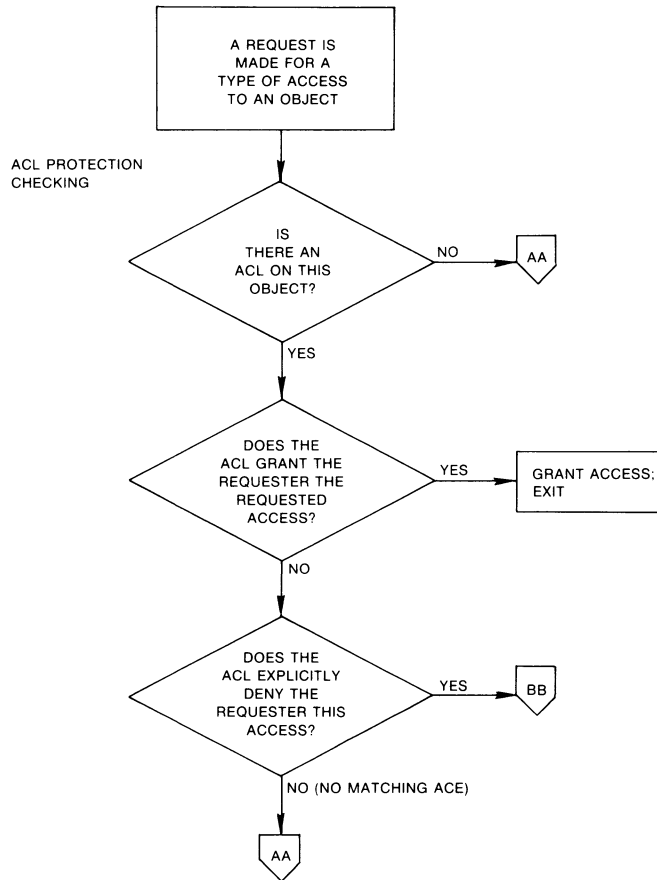 A REQUEST IS
MADE FOR A
TYPE OF ACCESS
TO AN OBJECT
ACL PROTECTION
CHECKING
IS
THERE AN
ACL ON THIS
OBJECT?
NO
AA
YES
DOES THE
ACL GRANT THE
REQUESTER THE
REQUESTED
ACCESS?
YES
GRANT ACCESS;
EXIT
NO
DOES THE
ACL EXPLICITLY
DENY THE
REQUESTER THIS
ACCESS?
YES
BB
NO (NO MATCHING ACE)
AA